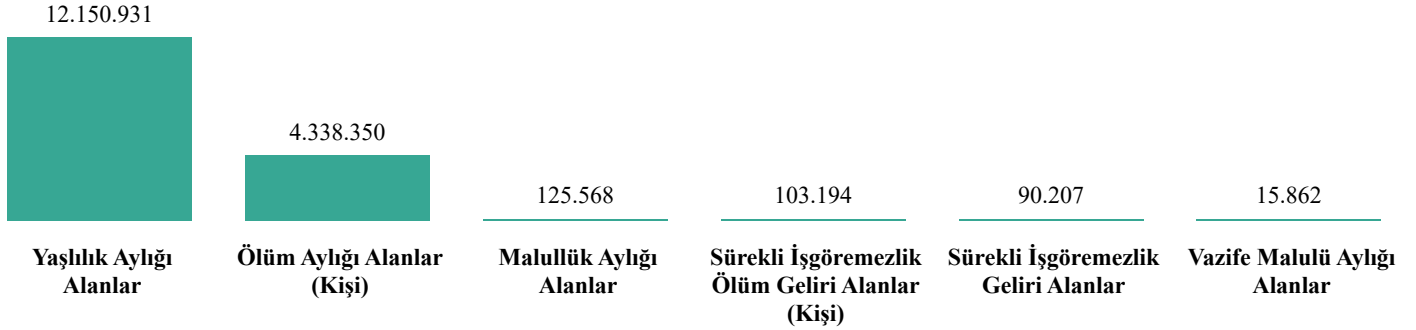 12.150.931
4.338.350
125.568
103.194
90.207
15.862
Yaşlılık Aylığı
Alanlar
Ölüm Aylığı Alanlar
(Kişi)
Malullük Aylığı
Alanlar
Sürekli İşgöremezlik
Ölüm Geliri Alanlar
(Kişi)
Sürekli İşgöremezlik
Geliri Alanlar
Vazife Malulü Aylığı
Alanlar